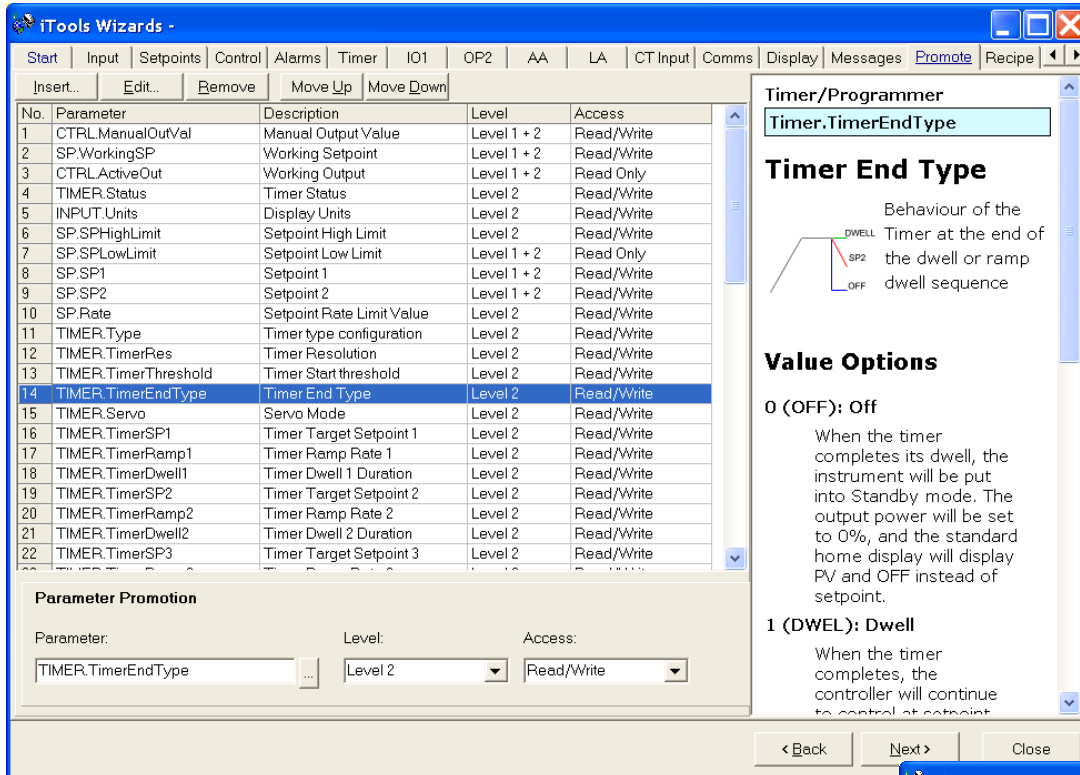 iTools Wizards -
Start Input Setpoints Control Alarms Timer IO1 OP2 AA LA CT Input Comms Display Messages Promote Recipe
Insert... Edit... Remove Move Up Move Down
No. Parameter Description Level Access
1 CTRL.ManualOutVal Manual Output Value Level 1 + 2 Read/Write
2 SP.WorkingSP Working Setpoint Level 1 + 2 Read/Write
3 CTRL.ActiveOut Working Output Level 1 + 2 Read Only
4 TIMER.Status Timer Status Level 2 Read/Write
5 INPUT.Units Display Units Level 2 Read/Write
6 SP.SPHighLimit Setpoint High Limit Level 2 Read/Write
7 SP.SPLowLimit Setpoint Low Limit Level 1 + 2 Read Only
8 SP.SP1 Setpoint 1 Level 1 + 2 Read/Write
9 SP.SP2 Setpoint 2 Level 1 + 2 Read/Write
10 SP.Rate Setpoint Rate Limit Value Level 2 Read/Write
11 TIMER.Type Timer type configuration Level 2 Read/Write
12 TIMER.TimerRes Timer Resolution Level 2 Read/Write
13 TIMER.TimerThreshold Timer Start threshold Level 2 Read/Write
14 TIMER.TimerEndType Timer End Type Level 2 Read/Write
15 TIMER.Servo Servo Mode Level 2 Read/Write
16 TIMER.TimerSP1 Timer Target Setpoint 1 Level 2 Read/Write
17 TIMER.TimerRamp1 Timer Ramp Rate 1 Level 2 Read/Write
18 TIMER.TimerDwell1 Timer Dwell 1 Duration Level 2 Read/Write
19 TIMER.TimerSP2 Timer Target Setpoint 2 Level 2 Read/Write
20 TIMER.TimerRamp2 Timer Ramp Rate 2 Level 2 Read/Write
21 TIMER.TimerDwell2 Timer Dwell 2 Duration Level 2 Read/Write
22 TIMER.TimerSP3 Timer Target Setpoint 3 Level 2 Read/Write
Parameter Promotion
Parameter: Level: Access:
TIMER.TimerEndType ... Level 2 Read/Write
Timer/Programmer
Timer.TimerEndType
Timer End Type
Behaviour of the
Timer at the end of
the dwell or ramp
dwell sequence
DWELL
SP2
OFF
Value Options
0 (OFF): Off
When the timer
completes its dwell, the
instrument will be put
into Standby mode. The
output power will be set
to 0%, and the standard
home display will display
PV and OFF instead of
setpoint.
1 (DWEL): Dwell
When the timer
completes, the
controller will continue
to control at setpoint
< Back Next > Close